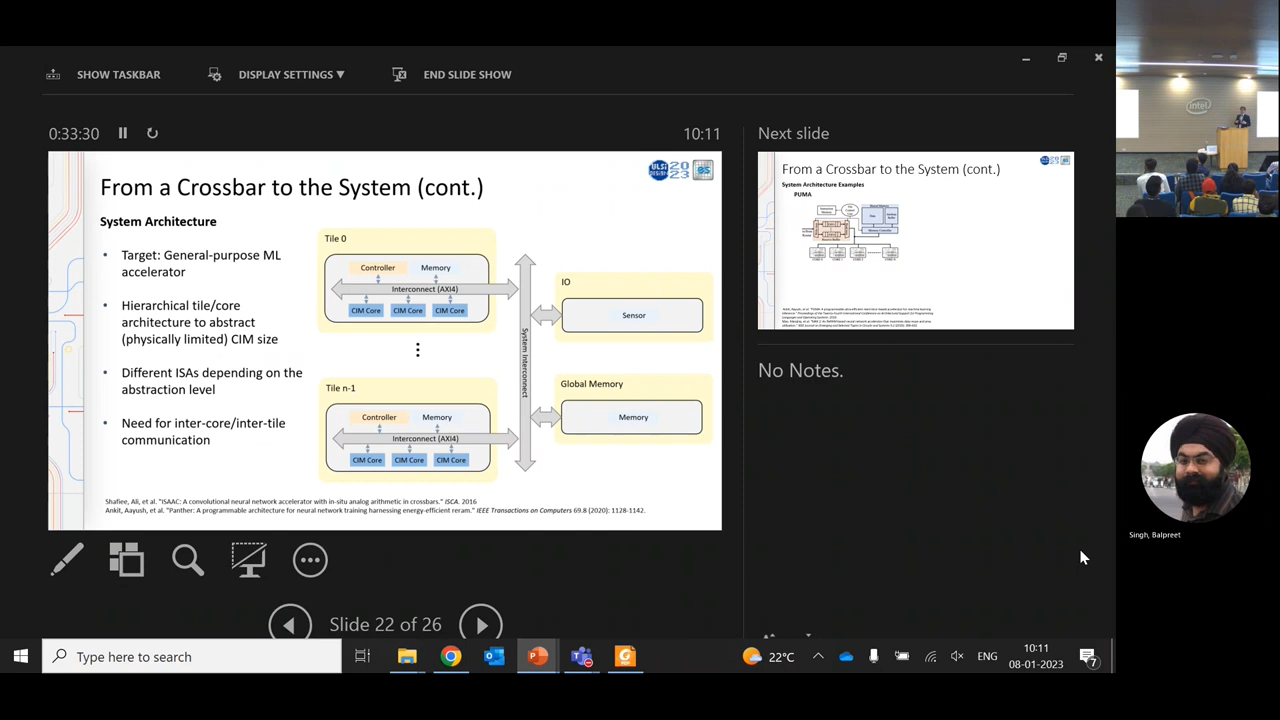 SHOW TASKBAR
DISPLAY SETTINGS ▼
END SLIDE SHOW
0:33:30
10:11
Next slide
VLSI
2023
From a Crossbar to the System (cont.)
System Architecture
• Target: General-purpose ML
accelerator
• Hierarchical tile/core
architecture to abstract
(physically limited) CIM size
• Different ISAs depending on the
abstraction level
• Need for inter-core/inter-tile
communication
Tile 0
Controller
Memory
Interconnect (AXI4)
CIM Core
CIM Core
CIM Core
Tile n-1
Controller
Memory
Interconnect (AXI4)
CIM Core
CIM Core
CIM Core
System Interconnect
IO
Sensor
Global Memory
Memory
Shafiee, Ali, et al. "ISAAC: A convolutional neural network accelerator with in-situ analog arithmetic in crossbars." ISCA. 2016
Ankit, Aayush, et al. "Panther: A programmable architecture for neural network training harnessing energy-efficient reram." IEEE Transactions on Computers 69.8 (2020): 1128-1142.
From a Crossbar to the System (cont.)
System Architecture Examples
PUMA
No Notes.
Slide 22 of 26
intel
Singh, Balpreet
Type here to search
22°C
ENG
10:11
08-01-2023
7